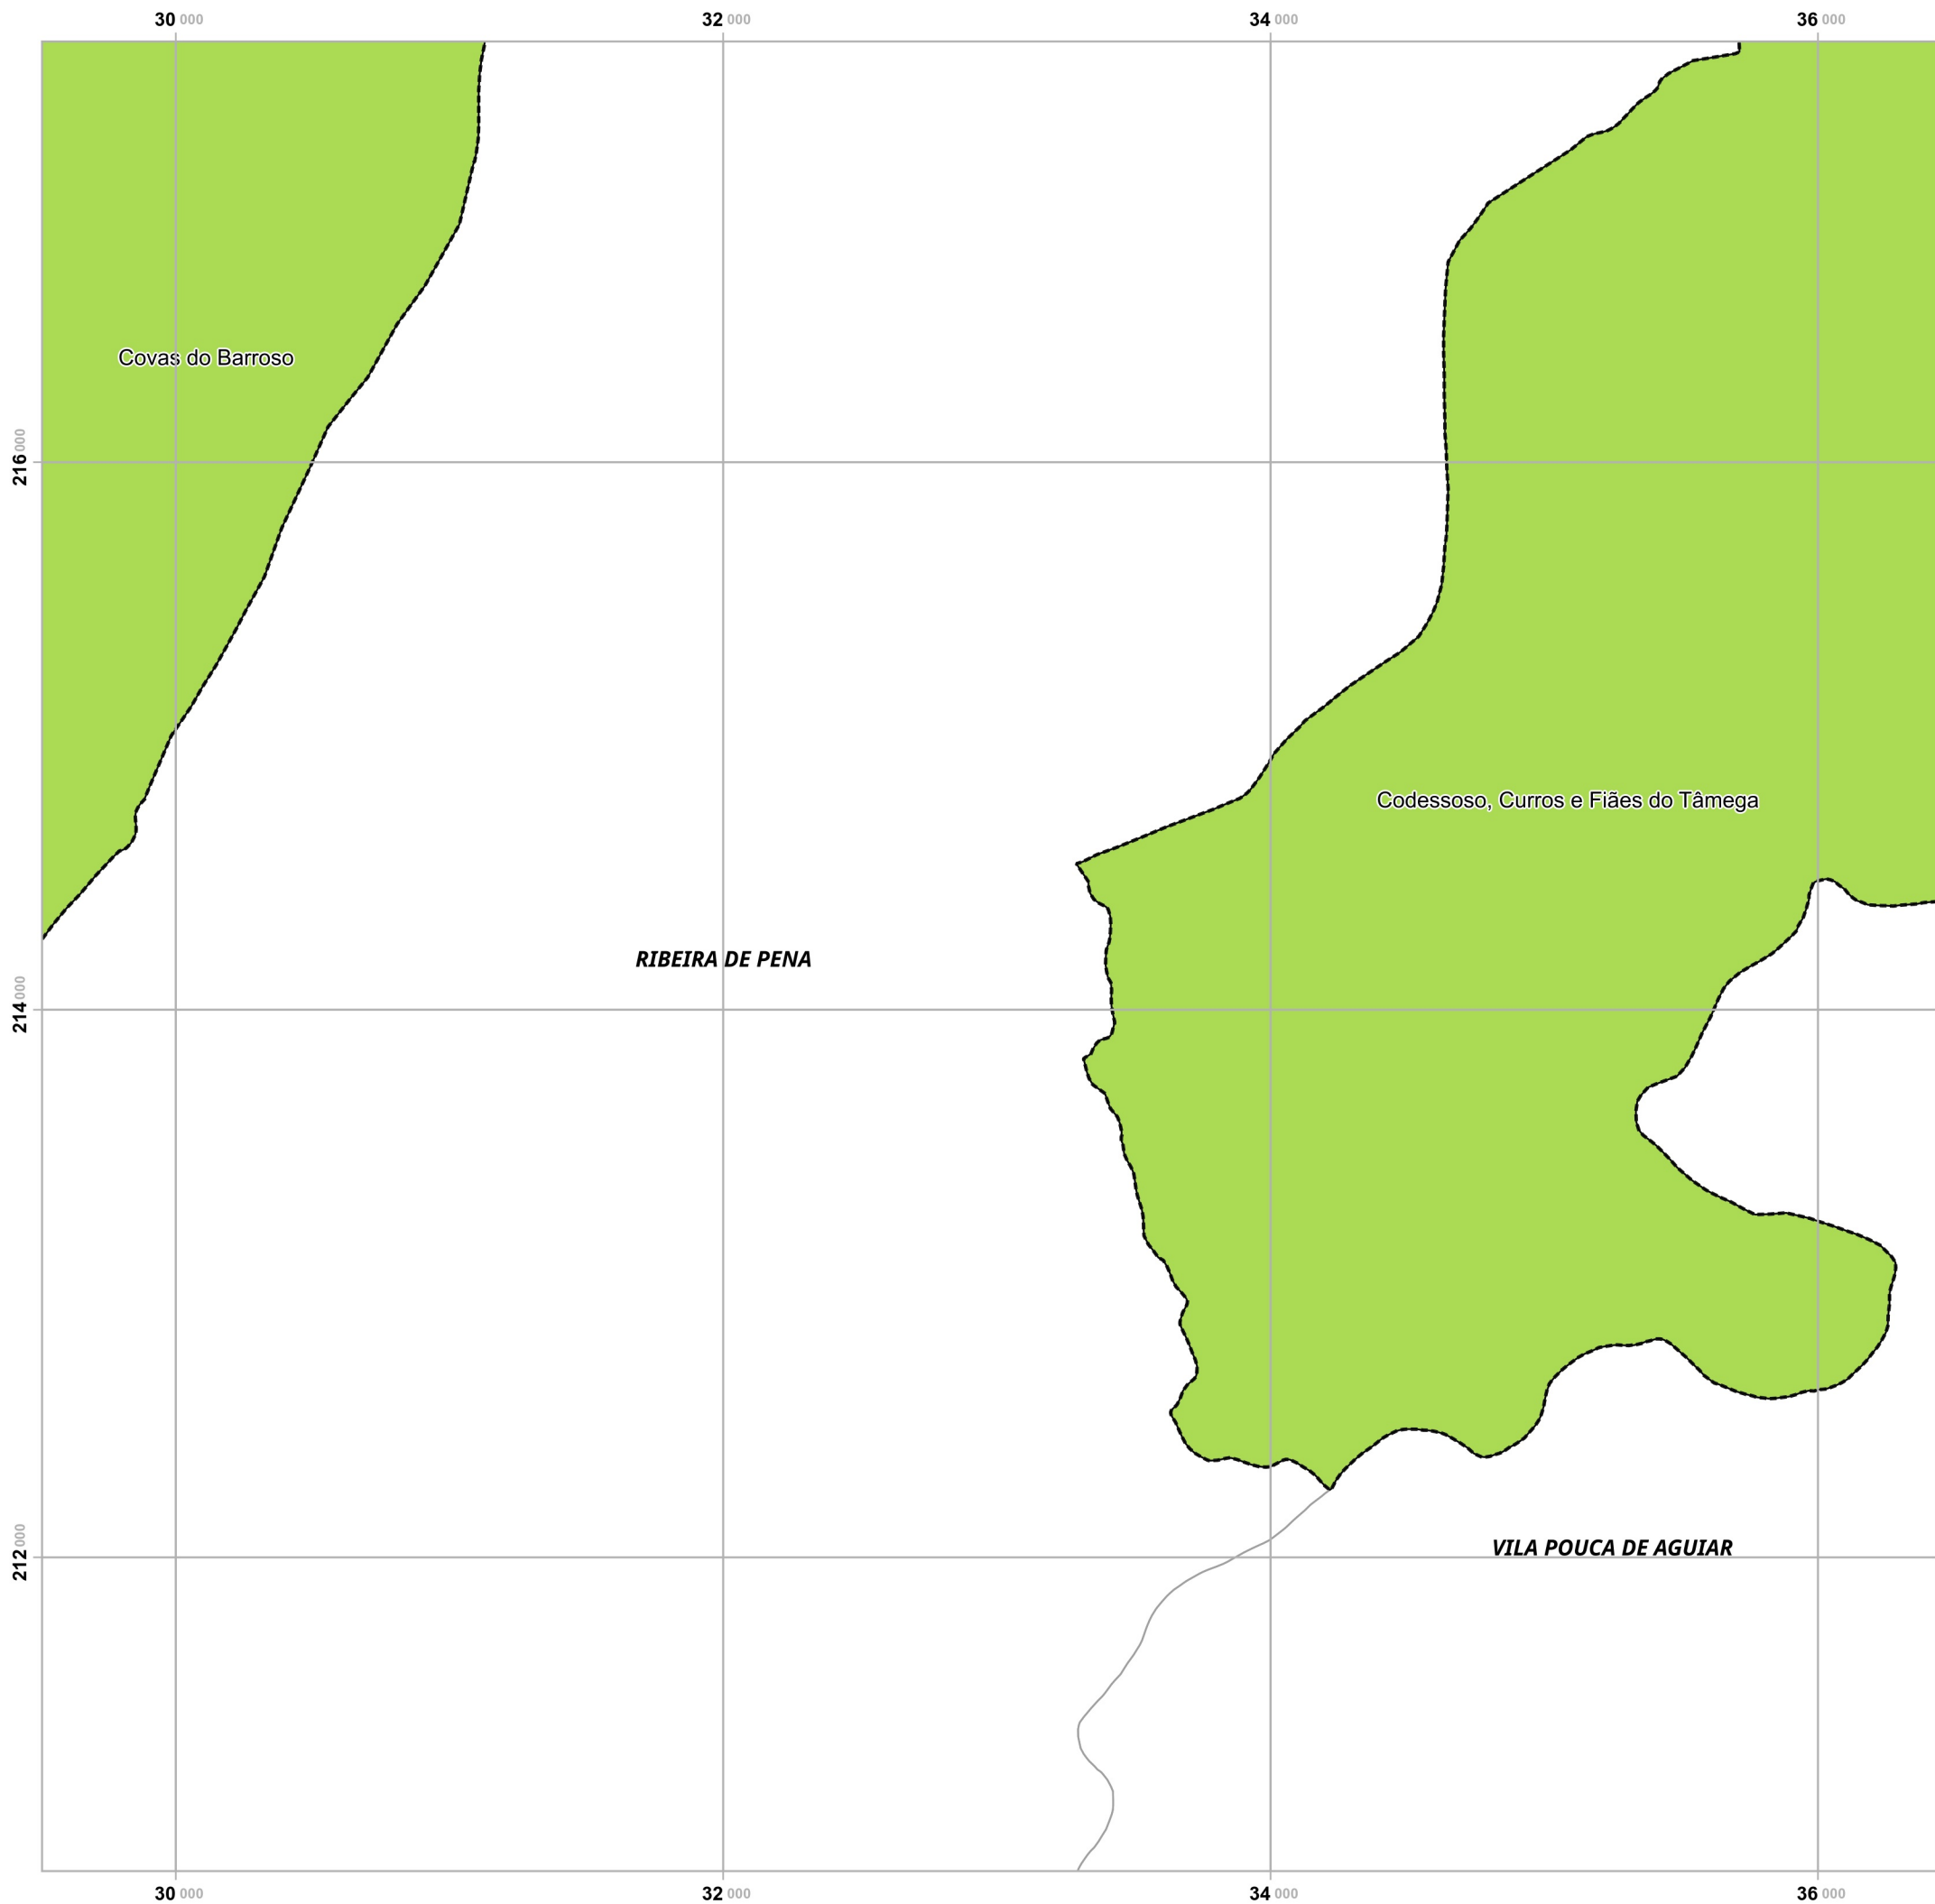 30 000 32 000 34 000 36 000
Covas do Barroso
216 000
Codessoso, Curros e Fiães do Tâmega
RIBEIRA DE PENA
214 000
VILA POUCA DE AGUIAR
212 000
30 000 32 000 34 000 36 000